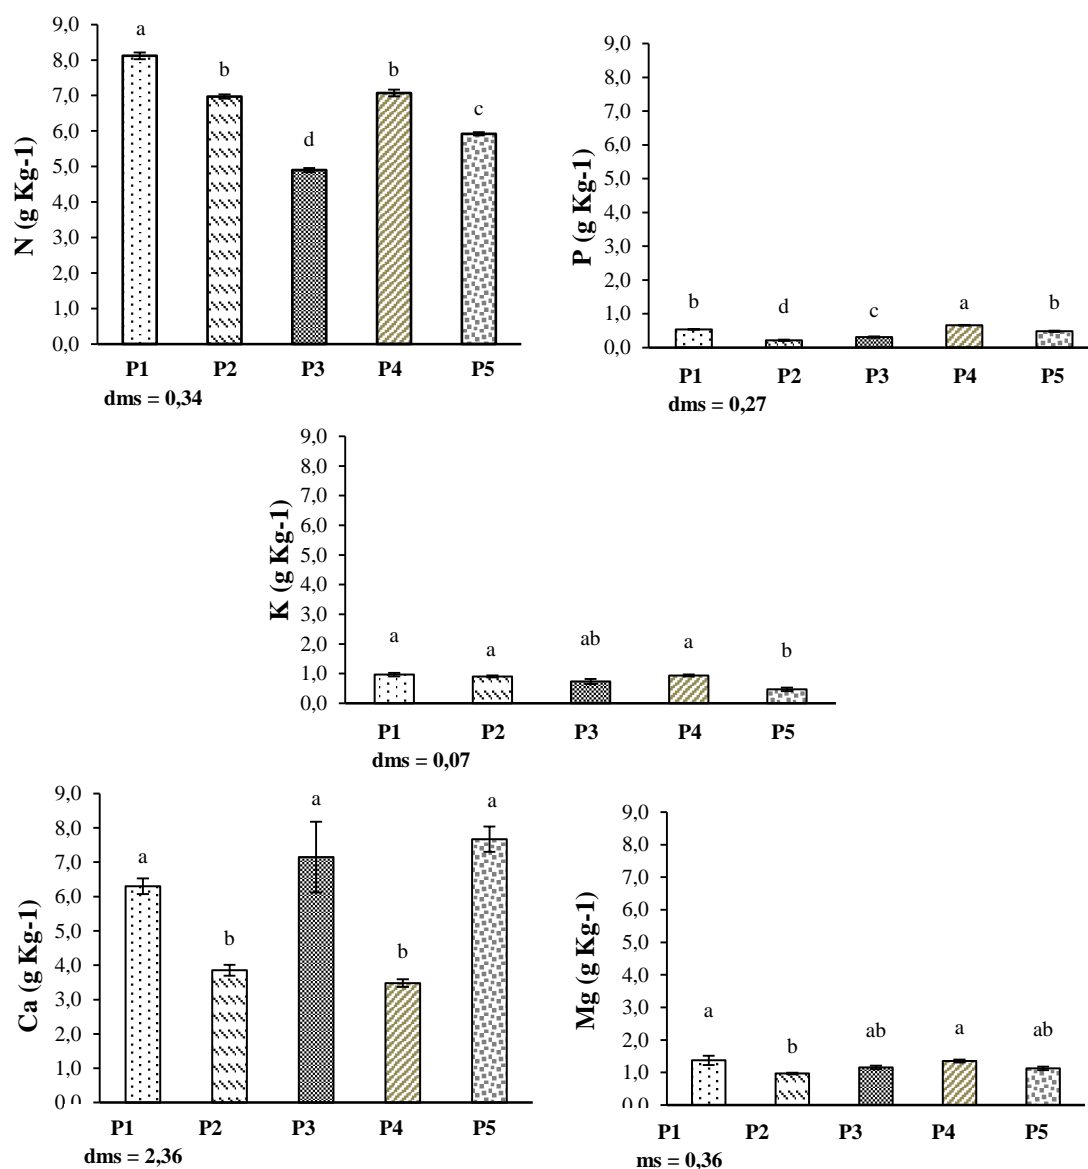 9,0
8,0
7,0
6,0
5,0
4,0
3,0
2,0
1,0
0,0
N (g Kg-1)
a
b
d
b
c
P1 P2 P3 P4 P5
dms = 0,34
9,0
8,0
7,0
6,0
5,0
4,0
3,0
2,0
1,0
0,0
P (g Kg-1)
b d c a b
P1 P2 P3 P4 P5
dms = 0,27
9,0
8,0
7,0
6,0
5,0
4,0
3,0
2,0
1,0
0,0
K (g Kg-1)
a a ab a b
P1 P2 P3 P4 P5
dms = 0,07
9,0
8,0
7,0
6,0
5,0
4,0
3,0
2,0
1,0
0,0
Ca (g Kg-1)
a b a b a
P1 P2 P3 P4 P5
dms = 2,36
9,0
8,0
7,0
6,0
5,0
4,0
3,0
2,0
1,0
0,0
Mg (g Kg-1)
a b ab a ab
P1 P2 P3 P4 P5
ms = 0,36